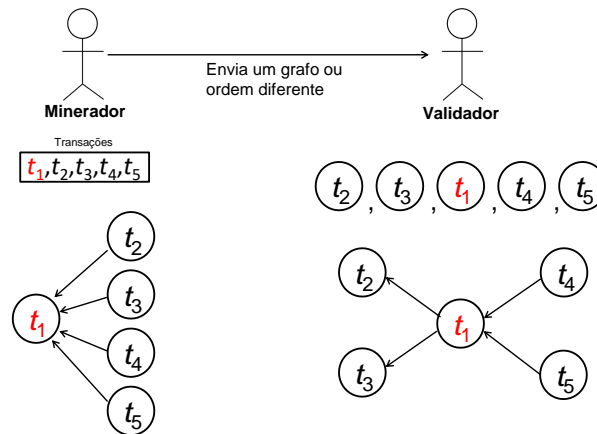 Envia um grafo ou
ordem diferente
Minerador
Validador
Transações
t1,t2,t3,t4,t5
t2 , t3 , t1 , t4 , t5
t2
t3
t1
t4
t5
t2
t4
t1
t3
t5